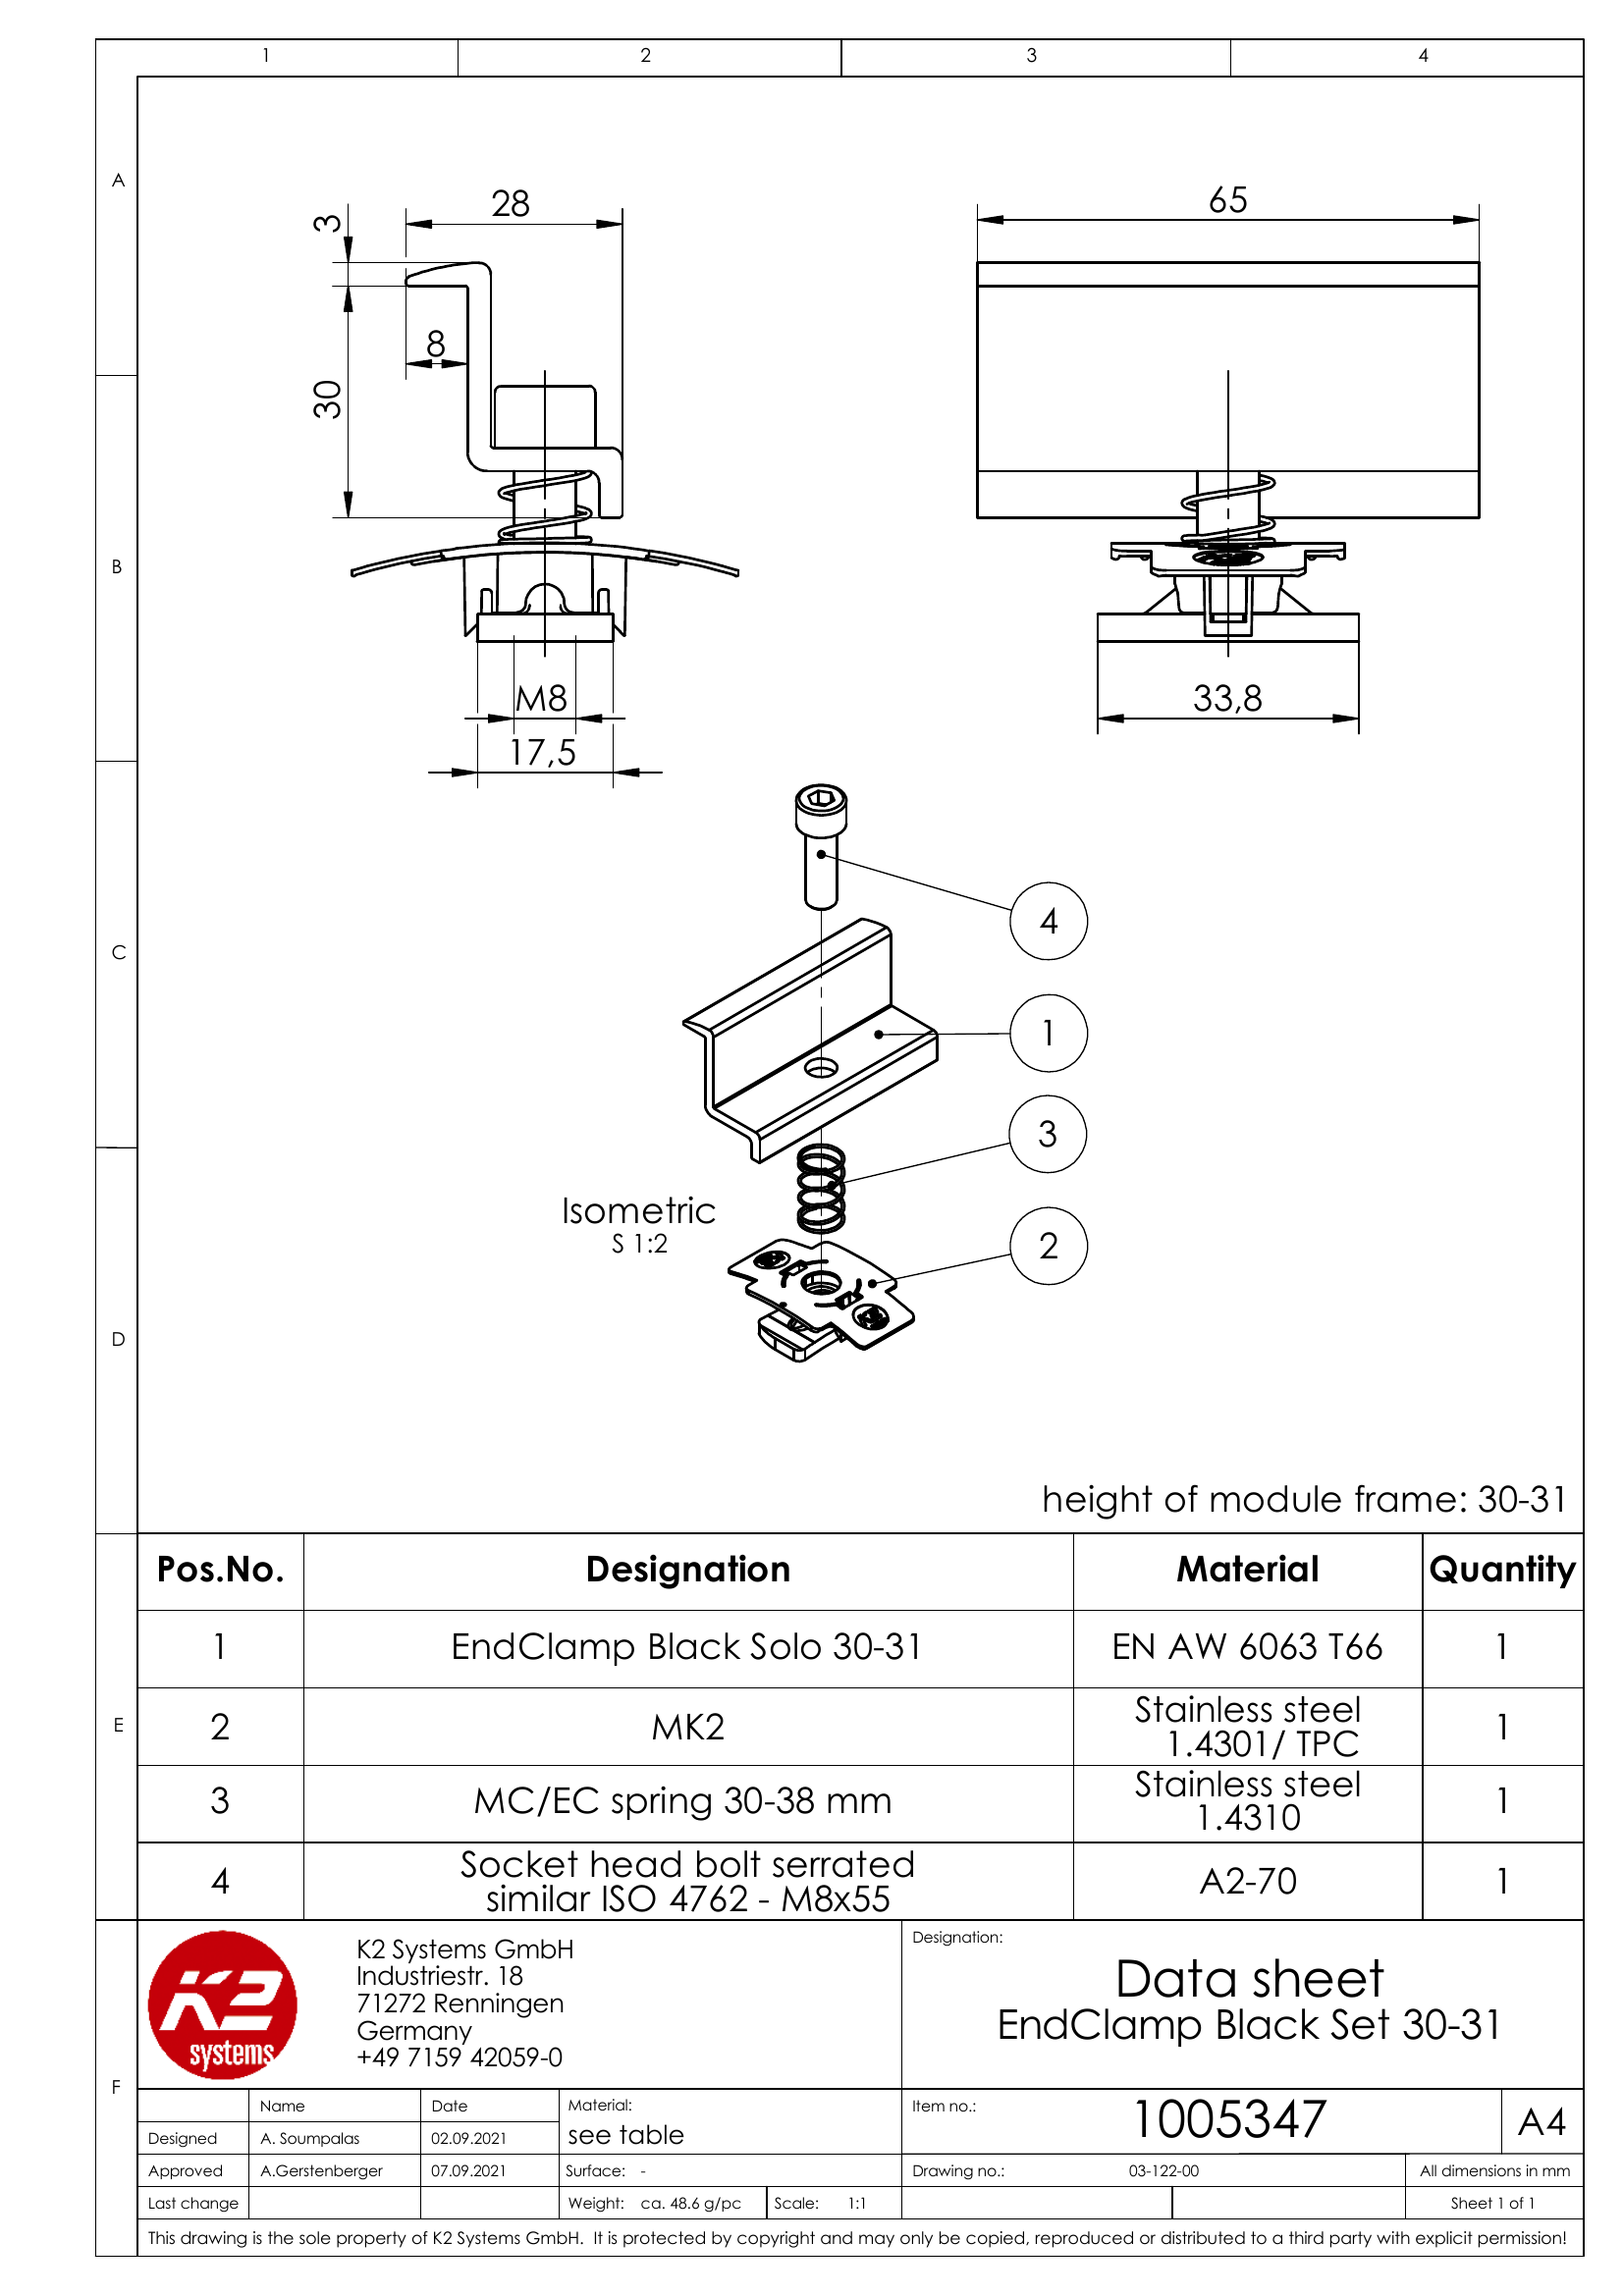 1 2 3 4
A
B
C
D
E
F
28
3
8
30
M8
17,5
65
33,8
4
1
3
2
Isometric
S 1:2
height of module frame: 30-31
Pos.No. Designation Material Quantity
1 EndClamp Black Solo 30-31 EN AW 6063 T66 1
2 MK2 Stainless steel 1.4301/ TPC 1
3 MC/EC spring 30-38 mm Stainless steel 1.4310 1
4 Socket head bolt serrated similar ISO 4762 - M8x55 A2-70 1
K2 systems
K2 Systems GmbH
Industriestr. 18
71272 Renningen
Germany
+49 7159 42059-0
Designation:
Data sheet
EndClamp Black Set 30-31
Name Date Material: see table
Item no.: 1005347 A4
Designed A. Soumpalas 02.09.2021
Approved A.Gerstenberger 07.09.2021 Surface: - Drawing no.: 03-122-00 All dimensions in mm
Last change Weight: ca. 48.6 g/pc Scale: 1:1 Sheet 1 of 1
This drawing is the sole property of K2 Systems GmbH. It is protected by copyright and may only be copied, reproduced or distributed to a third party with explicit permission!